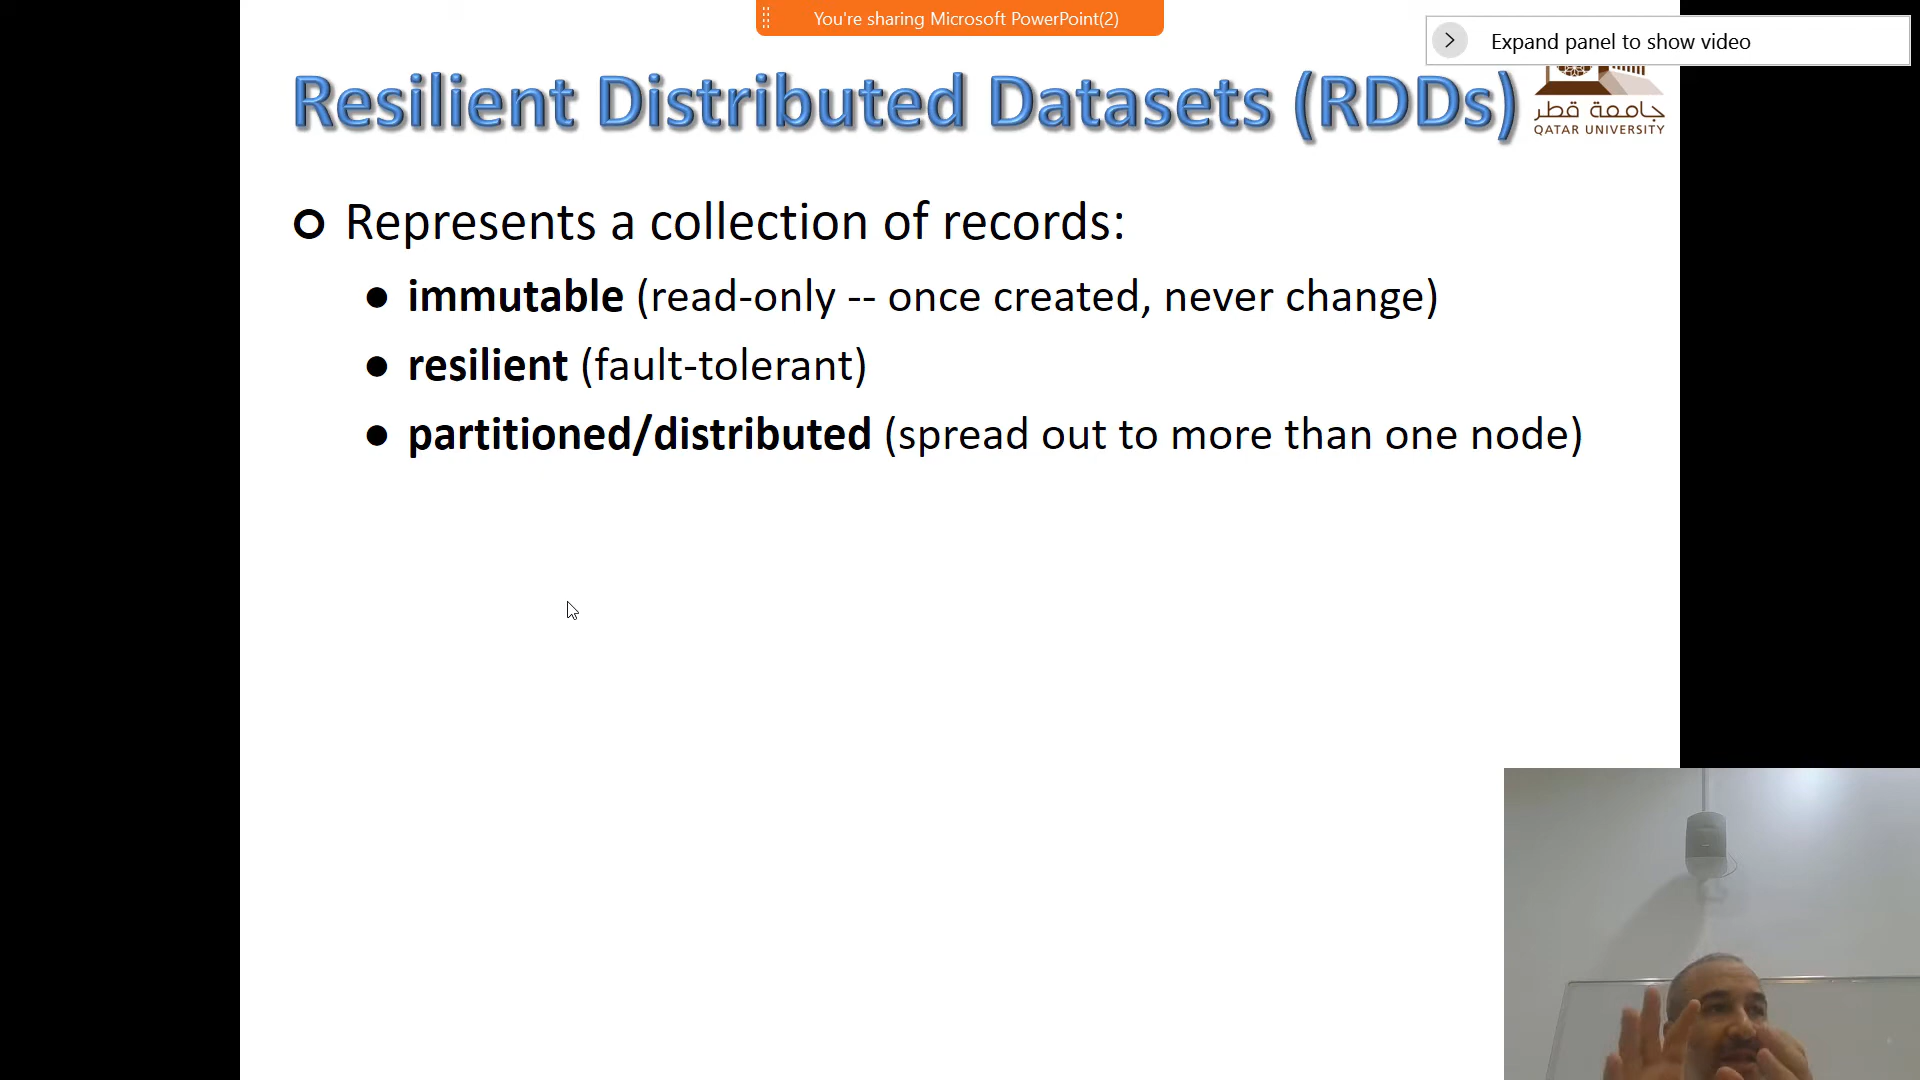 You're sharing Microsoft PowerPoint(2)
Expand panel to show video
Resilient Distributed Datasets (RDDs)
جامعة قطر
QATAR UNIVERSITY
Represents a collection of records:
immutable (read-only -- once created, never change)
resilient (fault-tolerant)
partitioned/distributed (spread out to more than one node)